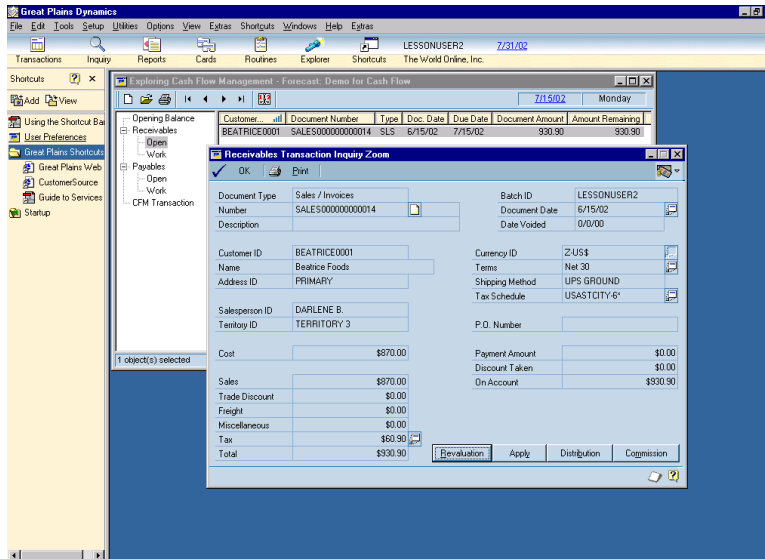 Great Plains Dynamics
File Edit Tools Setup Utilities Options View Extras Shortcuts Windows Help Extras
Transactions Inquiry Reports Cards Routines Explorer Shortcuts
LESSONUSER2 7/31/02
The World Online, Inc.
Shortcuts
Add View
Using the Shortcut Bar
User Preferences
Great Plains Shortcuts
Great Plains Web
CustomerSource
Guide to Services
Startup
Exploring Cash Flow Management - Forecast: Demo for Cash Flow
7/15/02 Monday
Opening Balance
Receivables
Open
Work
Payables
Open
Work
CFM Transaction
Customer... Document Number Type Doc. Date Due Date Document Amount Amount Remaining
BEATRICE0001 SALES000000000014 SLS 6/15/02 7/15/02 930.90 930.90
1 object(s) selected
Receivables Transaction Inquiry Zoom
OK Print
Document Type Sales / Invoices Batch ID LESSONUSER2
Number SALES000000000014 Document Date 6/15/02
Description Date Voided 0/0/00
Customer ID BEATRICE0001 Currency ID Z-US$
Name Beatrice Foods Terms Net 30
Address ID PRIMARY Shipping Method UPS GROUND
Tax Schedule USASTCITY-6*
Salesperson ID DARLENE B.
Territory ID TERRITORY 3 P.O. Number
Cost $870.00 Payment Amount $0.00
Discount Taken $0.00
Sales $870.00 On Account $930.90
Trade Discount $0.00
Freight $0.00
Miscellaneous $0.00
Tax $60.90
Total $930.90 Revaluation Apply Distribution Commission